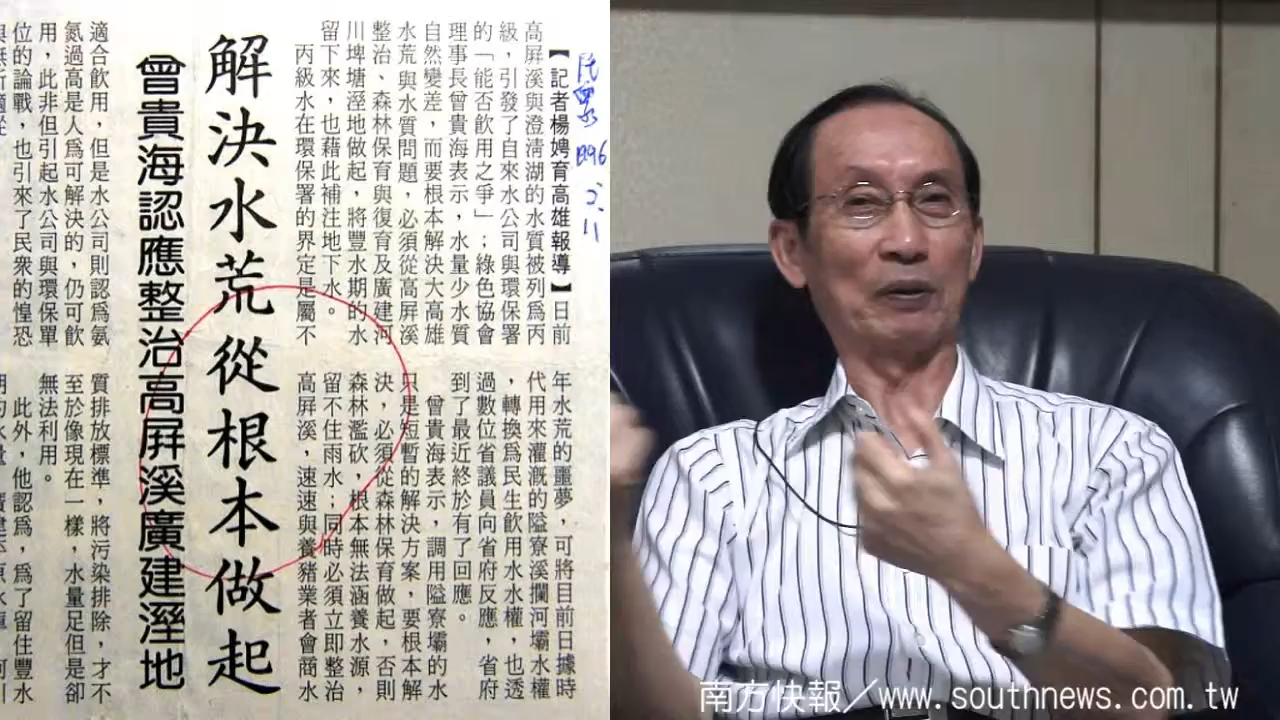 民眾 1996 2.11
【記者楊娉育高雄報導】日前
高屏溪與澄清湖的水質被列為丙
級，引發了自來水公司與環保署
的「能否飲用之爭」；綠色協會
理事長曾貴海表示，水量少水質
自然變差，而要根本解決大高雄
水荒與水質問題，必須從高屏溪
整治、森林保育與復育及廣建河
川埤塘溼地做起，將豐水期的水
留下來，也藉此補注地下水。
丙級水在環保署的界定是屬不
解決水荒從根本做起
曾貴海認應整治高屏溪廣建溼地
適合飲用，但是水公司則認為氨
氮過高是人為可解決的，仍可飲
用，此非但引起水公司與環保單
位的論戰，也引來了民眾的惶恐
與無所適從
年水荒的噩夢，可將目前日據時
代用來灌溉的隘寮溪攔河壩水權
，轉換為民生飲用水水權，也透
過數位省議員向省府反應，省府
到了最近終於有了回應。
曾貴海表示，調用隘寮壩的水
只是短暫的解決方案，要根本解
決，必須從森林保育做起，否則
森林濫砍，根本無法涵養水源，
留不住雨水；同時必須立即整治
高屏溪，速速與養豬業者會商水
質排放標準，將污染排除，才不
至於像現在一樣，水量足但是卻
無法利用。
此外，他認為，為了留住豐水
南方快報／www.southnews.com.tw